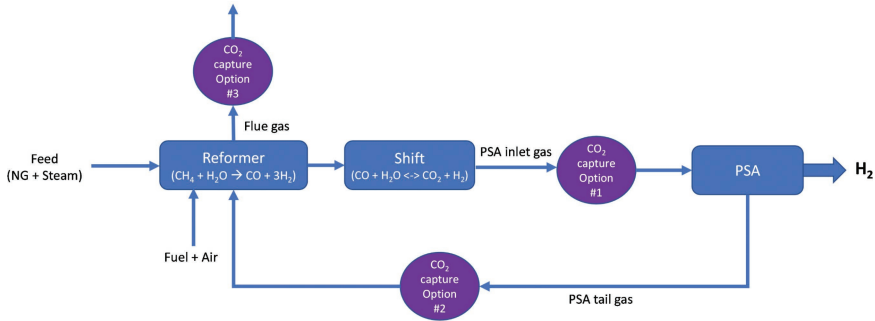 CO₂
capture
Option
#3
Flue gas
Feed
(NG + Steam)
Reformer
(CH₄ + H₂O → CO + 3H₂)
Shift
(CO + H₂O <-> CO₂ + H₂)
PSA inlet gas
CO₂
capture
Option
#1
PSA
H₂
Fuel + Air
CO₂
capture
Option
#2
PSA tail gas